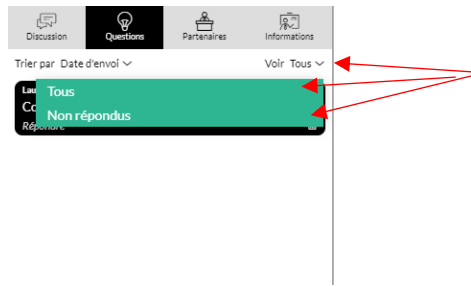 Discussion Questions Partenaires Informations
Trier par Date d'envoi Voir Tous
Tous
Non répondus
Répondre